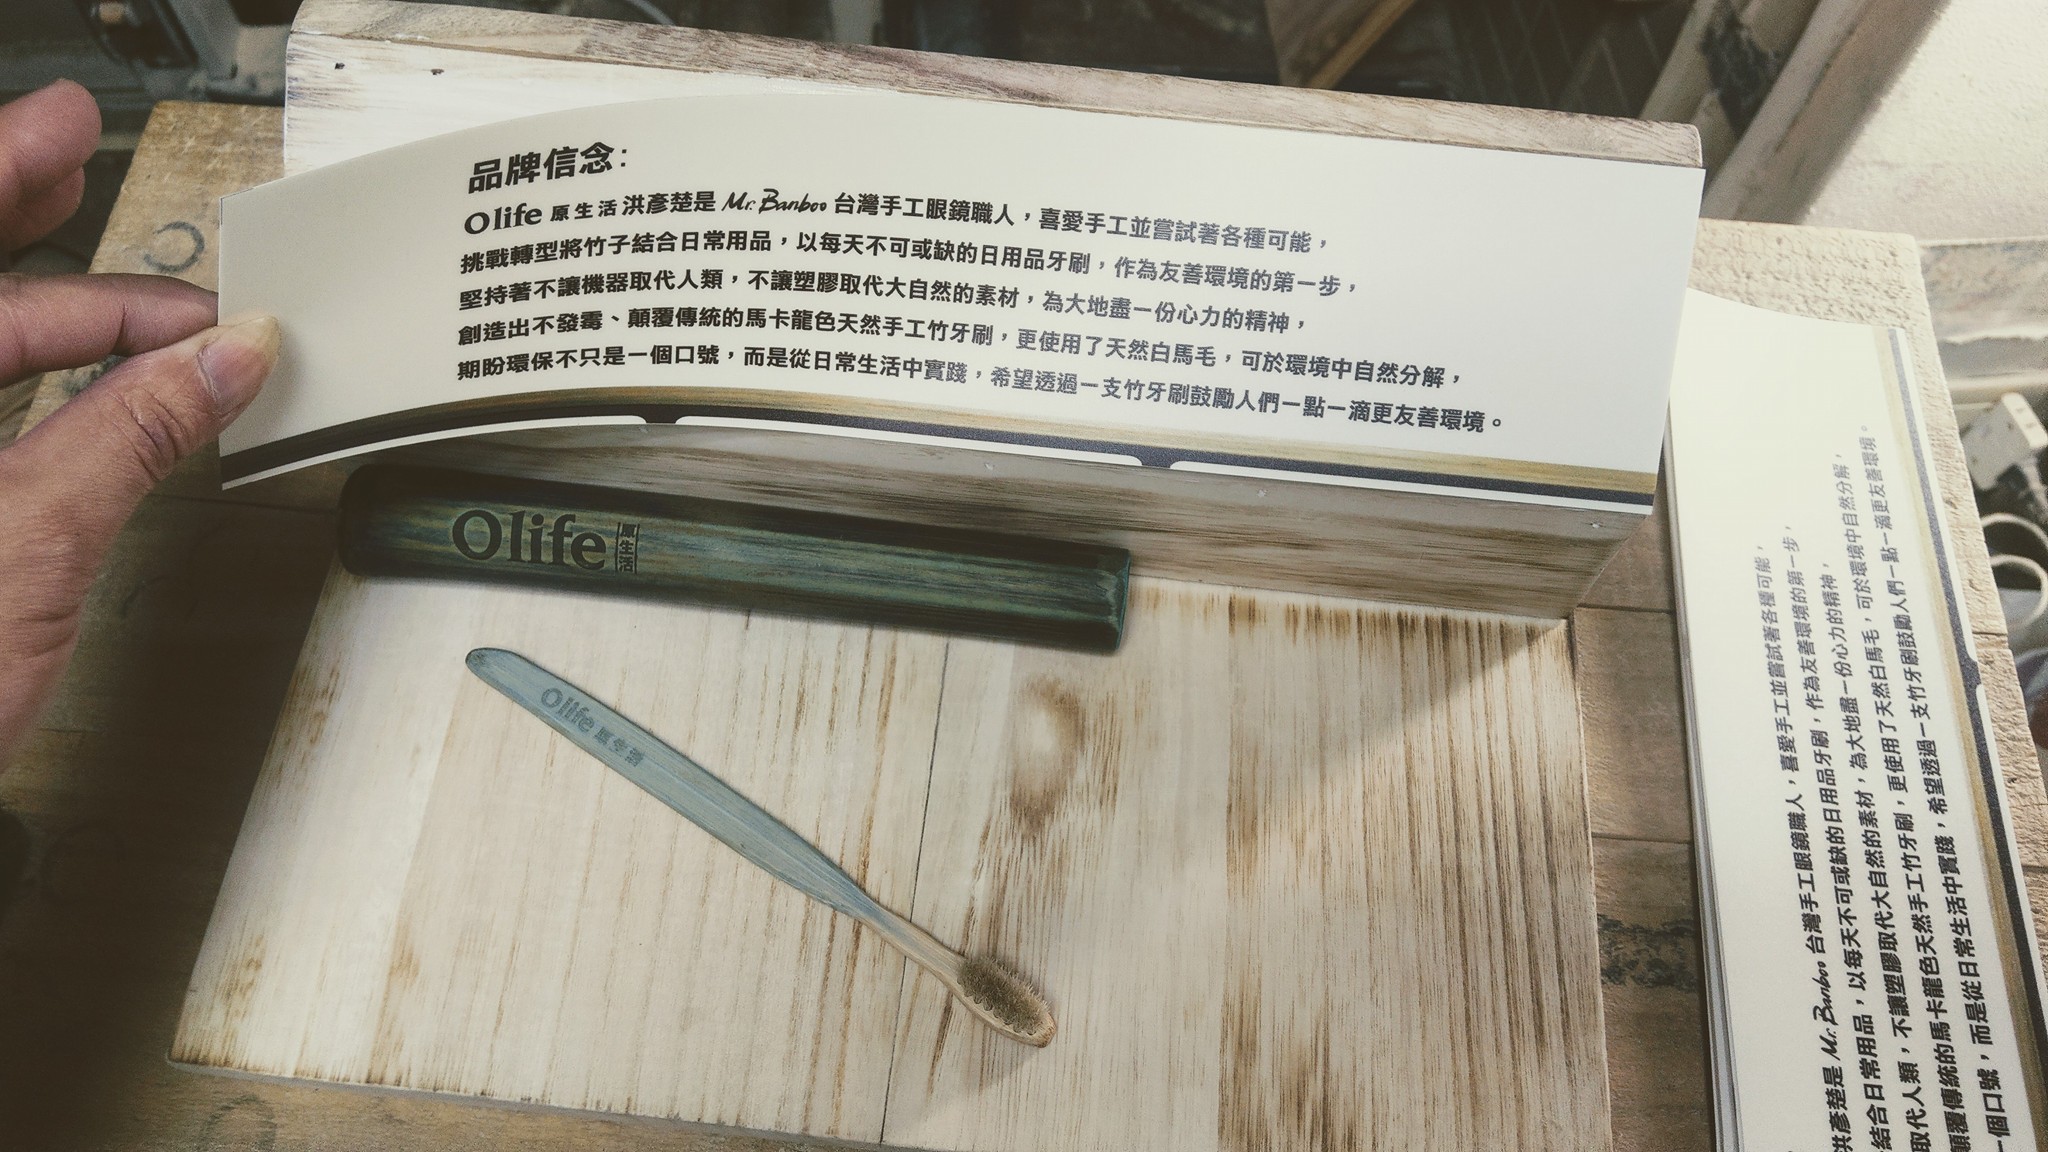 品牌信念：
Olife 原生活 洪彥楚是 Mr. Banboo 台灣手工眼鏡職人，喜愛手工並嘗試著各種可能，
挑戰轉型將竹子結合日常用品，以每天不可或缺的日用品牙刷，作為友善環境的第一步，
堅持著不讓機器取代人類，不讓塑膠取代大自然的素材，為大地盡一份心力的精神，
創造出不發霉、顛覆傳統的馬卡龍色天然手工竹牙刷，更使用了天然白馬毛，可於環境中自然分解，
期盼環保不只是一個口號，而是從日常生活中實踐，希望透過一支竹牙刷鼓勵人們一點一滴更友善環境。
Olife 原生活
Olife 原生活
洪彥楚是 Mr. Banboo 台灣手工眼鏡職人，喜愛手工並嘗試著各種可能，
結合日常用品，以每天不可或缺的日用品牙刷，作為友善環境的第一步，
取代人類，不讓塑膠取代大自然的素材，為大地盡一份心力的精神，
顛覆傳統的馬卡龍色天然手工竹牙刷，更使用了天然白馬毛，可於環境中自然分解，
一個口號，而是從日常生活中實踐，希望透過一支竹牙刷鼓勵人們一點一滴更友善環境。